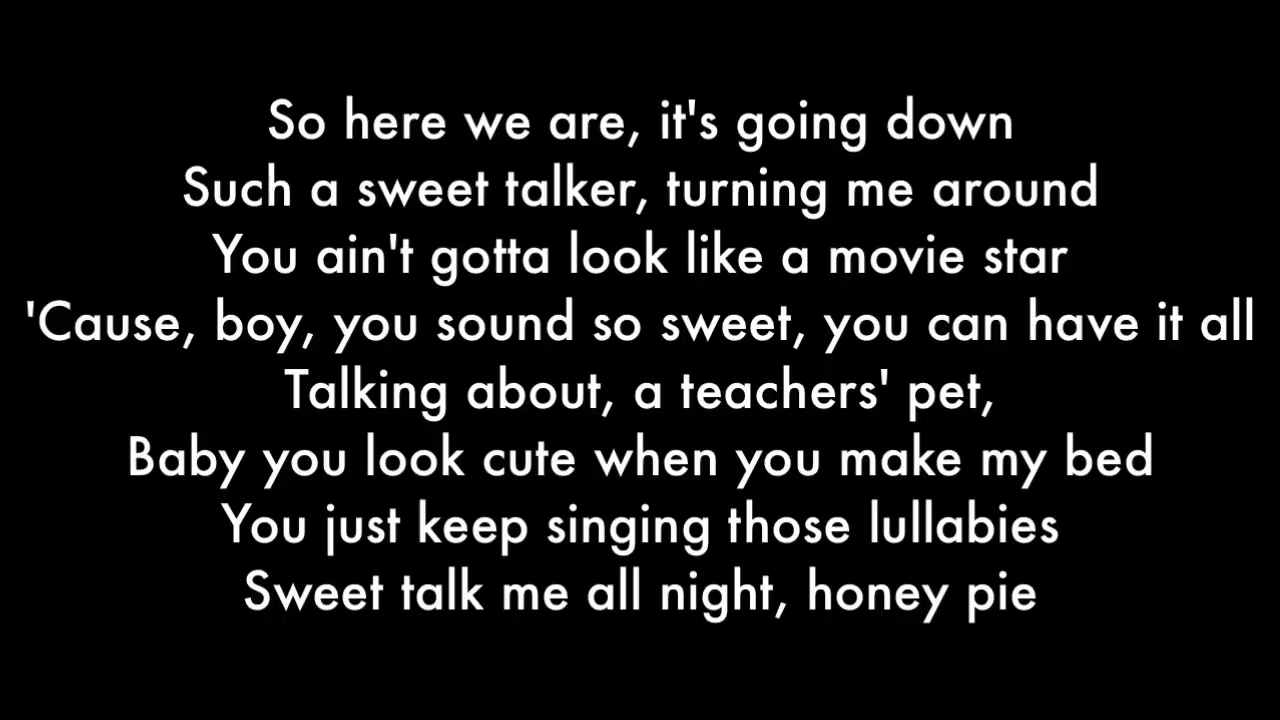 So here we are, it's going down
Such a sweet talker, turning me around
You ain't gotta look like a movie star
'Cause, boy, you sound so sweet, you can have it all
Talking about, a teachers' pet,
Baby you look cute when you make my bed
You just keep singing those lullabies
Sweet talk me all night, honey pie